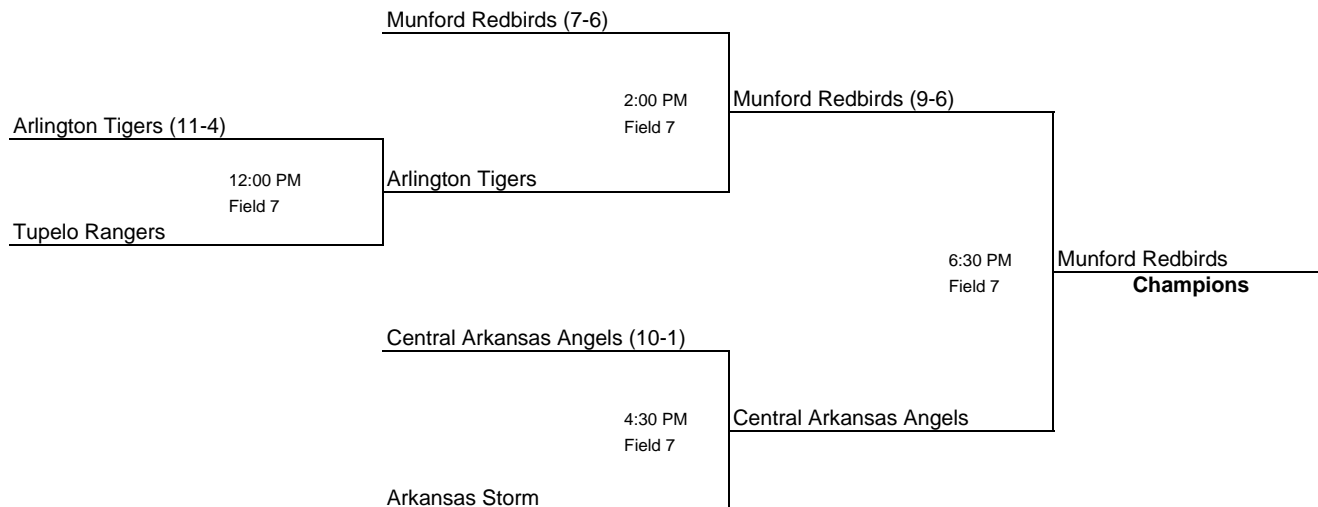 Munford Redbirds (7-6)
2:00 PM
Munford Redbirds (9-6)
Field 7
Arlington Tigers (11-4)
12:00 PM
Arlington Tigers
Field 7
Tupelo Rangers
6:30 PM
Munford Redbirds
Field 7
Champions
Central Arkansas Angels (10-1)
4:30 PM
Central Arkansas Angels
Field 7
Arkansas Storm